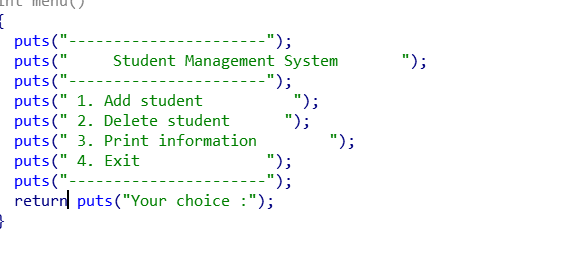 int menu()
{
puts("----------------------");
puts("     Student Management System       ");
puts("----------------------");
puts(" 1. Add student          ");
puts(" 2. Delete student      ");
puts(" 3. Print information        ");
puts(" 4. Exit              ");
puts("----------------------");
return puts("Your choice :");
}